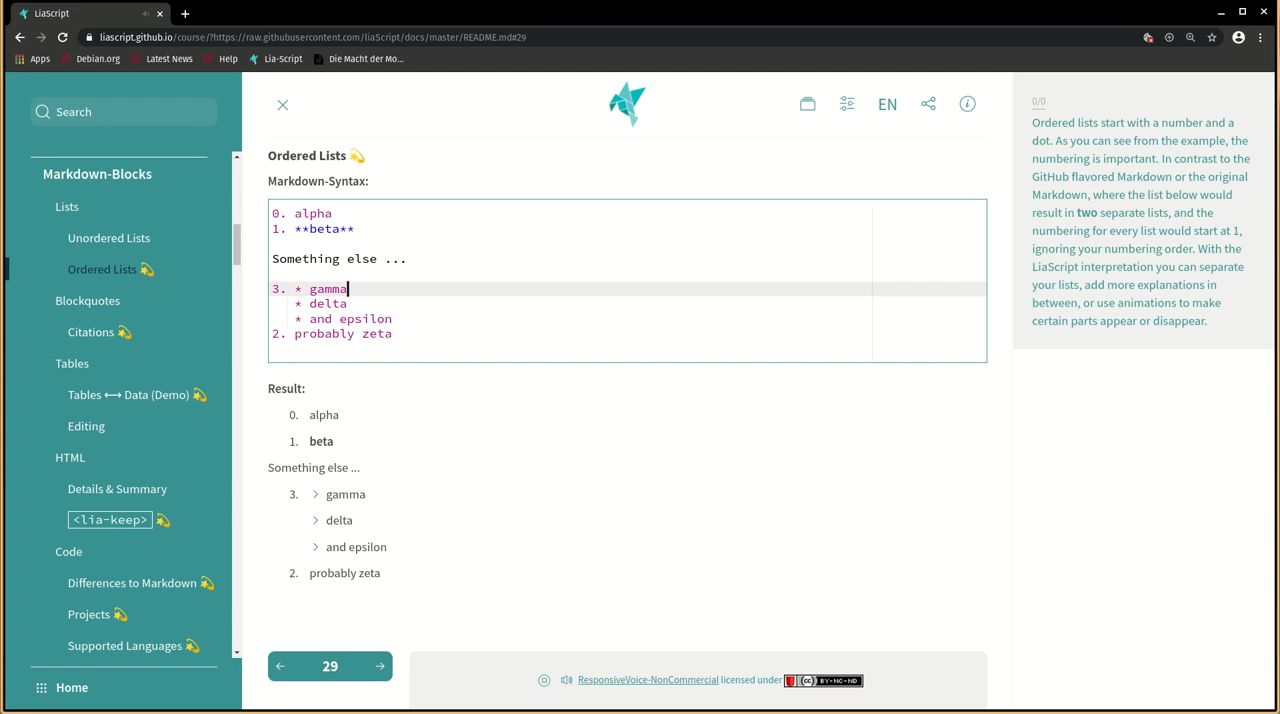 LiaScript
liascript.github.io/course/?https://raw.githubusercontent.com/liaScript/docs/master/README.md#29
Apps
Debian.org
Latest News
Help
Lia-Script
Die Macht der Mo...
Search
Markdown-Blocks
Lists
Unordered Lists
Ordered Lists 💫
Blockquotes
Citations 💫
Tables
Tables ⟷ Data (Demo) 💫
Editing
HTML
Details & Summary
<lia-keep> 💫
Code
Differences to Markdown 💫
Projects 💫
Supported Languages 💫
Home
EN
Ordered Lists 💫
Markdown-Syntax:
0. alpha
1. **beta**
Something else ...
3. * gamma
   * delta
   * and epsilon
2. probably zeta
Result:
0. alpha
1. beta
Something else ...
3. > gamma
> delta
> and epsilon
2. probably zeta
← 29 →
ResponsiveVoice-NonCommercial licensed under
cc BY-NC-ND
0/0
Ordered lists start with a number and a
dot. As you can see from the example, the
numbering is important. In contrast to the
GitHub flavored Markdown or the original
Markdown, where the list below would
result in two separate lists, and the
numbering for every list would start at 1,
ignoring your numbering order. With the
LiaScript interpretation you can separate
your lists, add more explanations in
between, or use animations to make
certain parts appear or disappear.